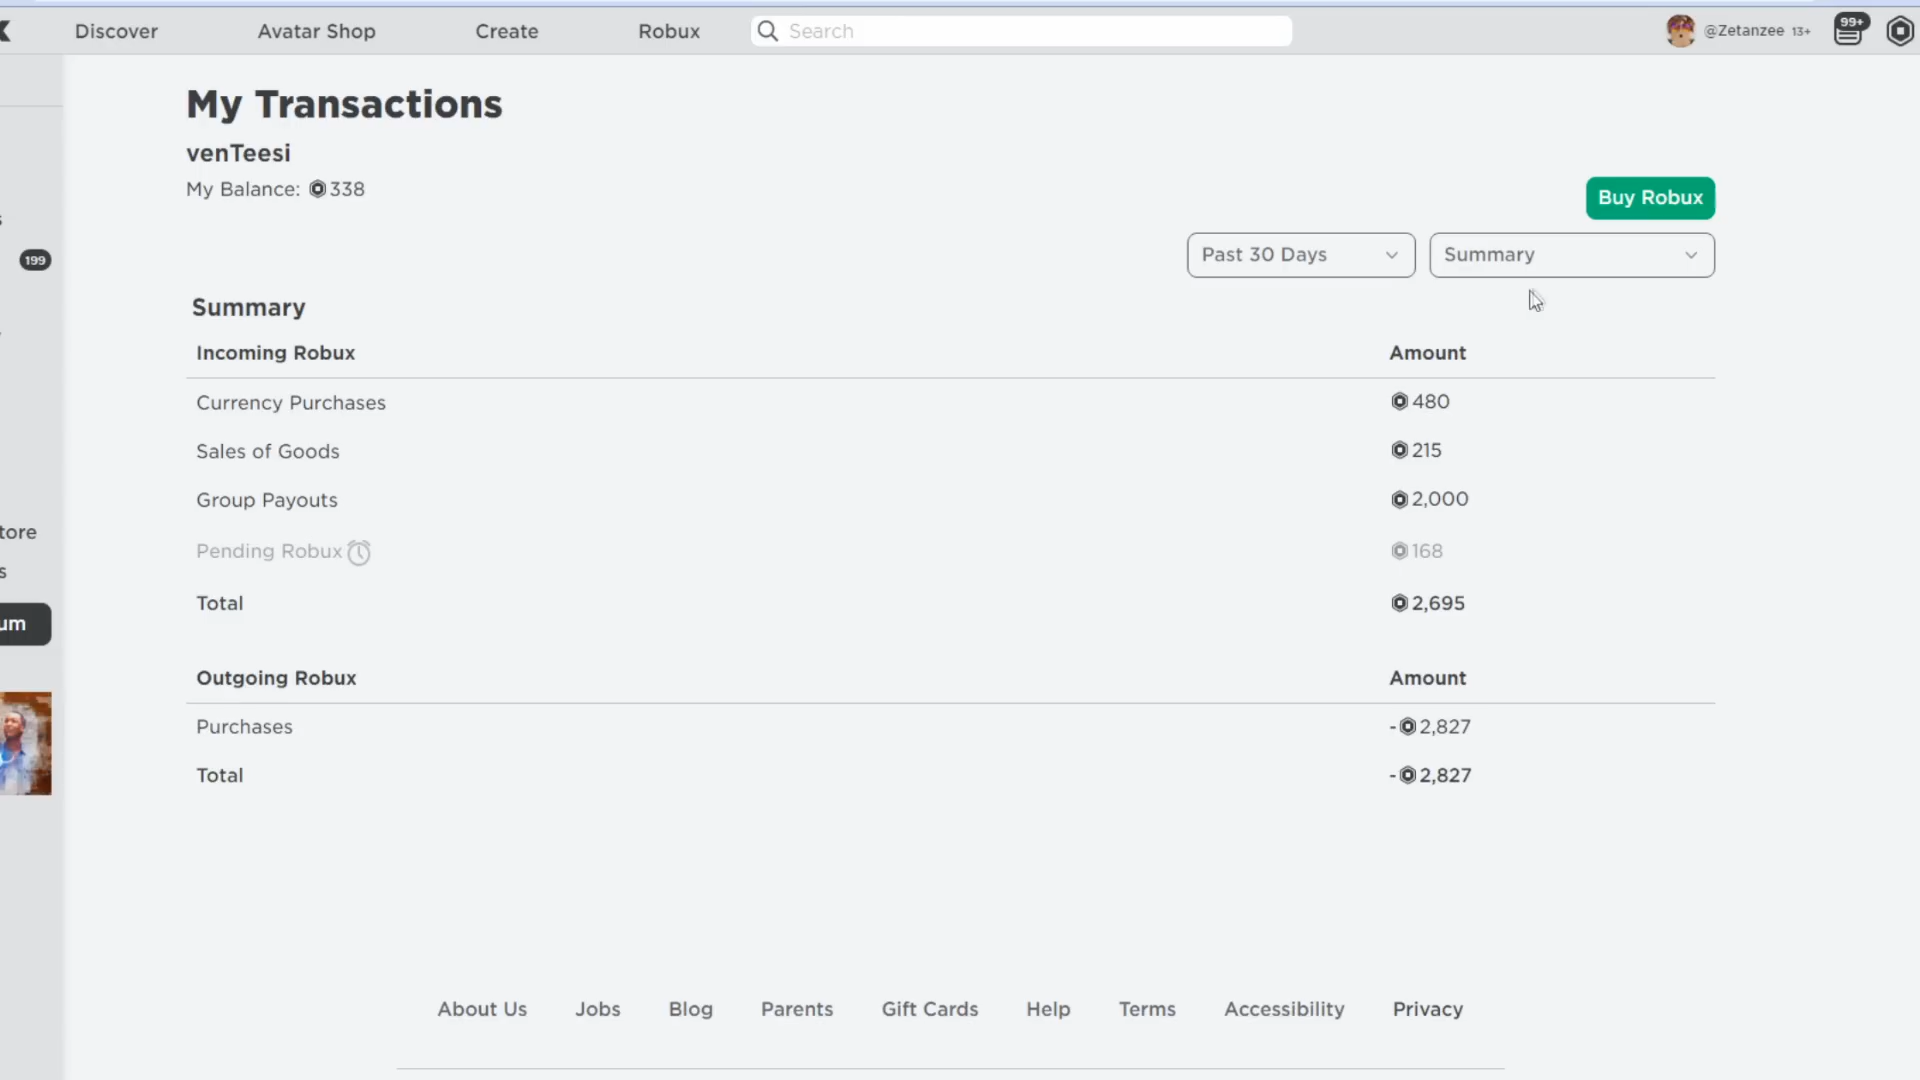 Discover Avatar Shop Create Robux Search @Zetanzee 13+ 99+
My Transactions
venTeesi
My Balance: 338
Buy Robux
199
Past 30 Days Summary
Summary
Incoming Robux Amount
Currency Purchases 480
Sales of Goods 215
Group Payouts 2,000
Pending Robux 168
Total 2,695
Outgoing Robux Amount
Purchases -2,827
Total -2,827
About Us Jobs Blog Parents Gift Cards Help Terms Accessibility Privacy